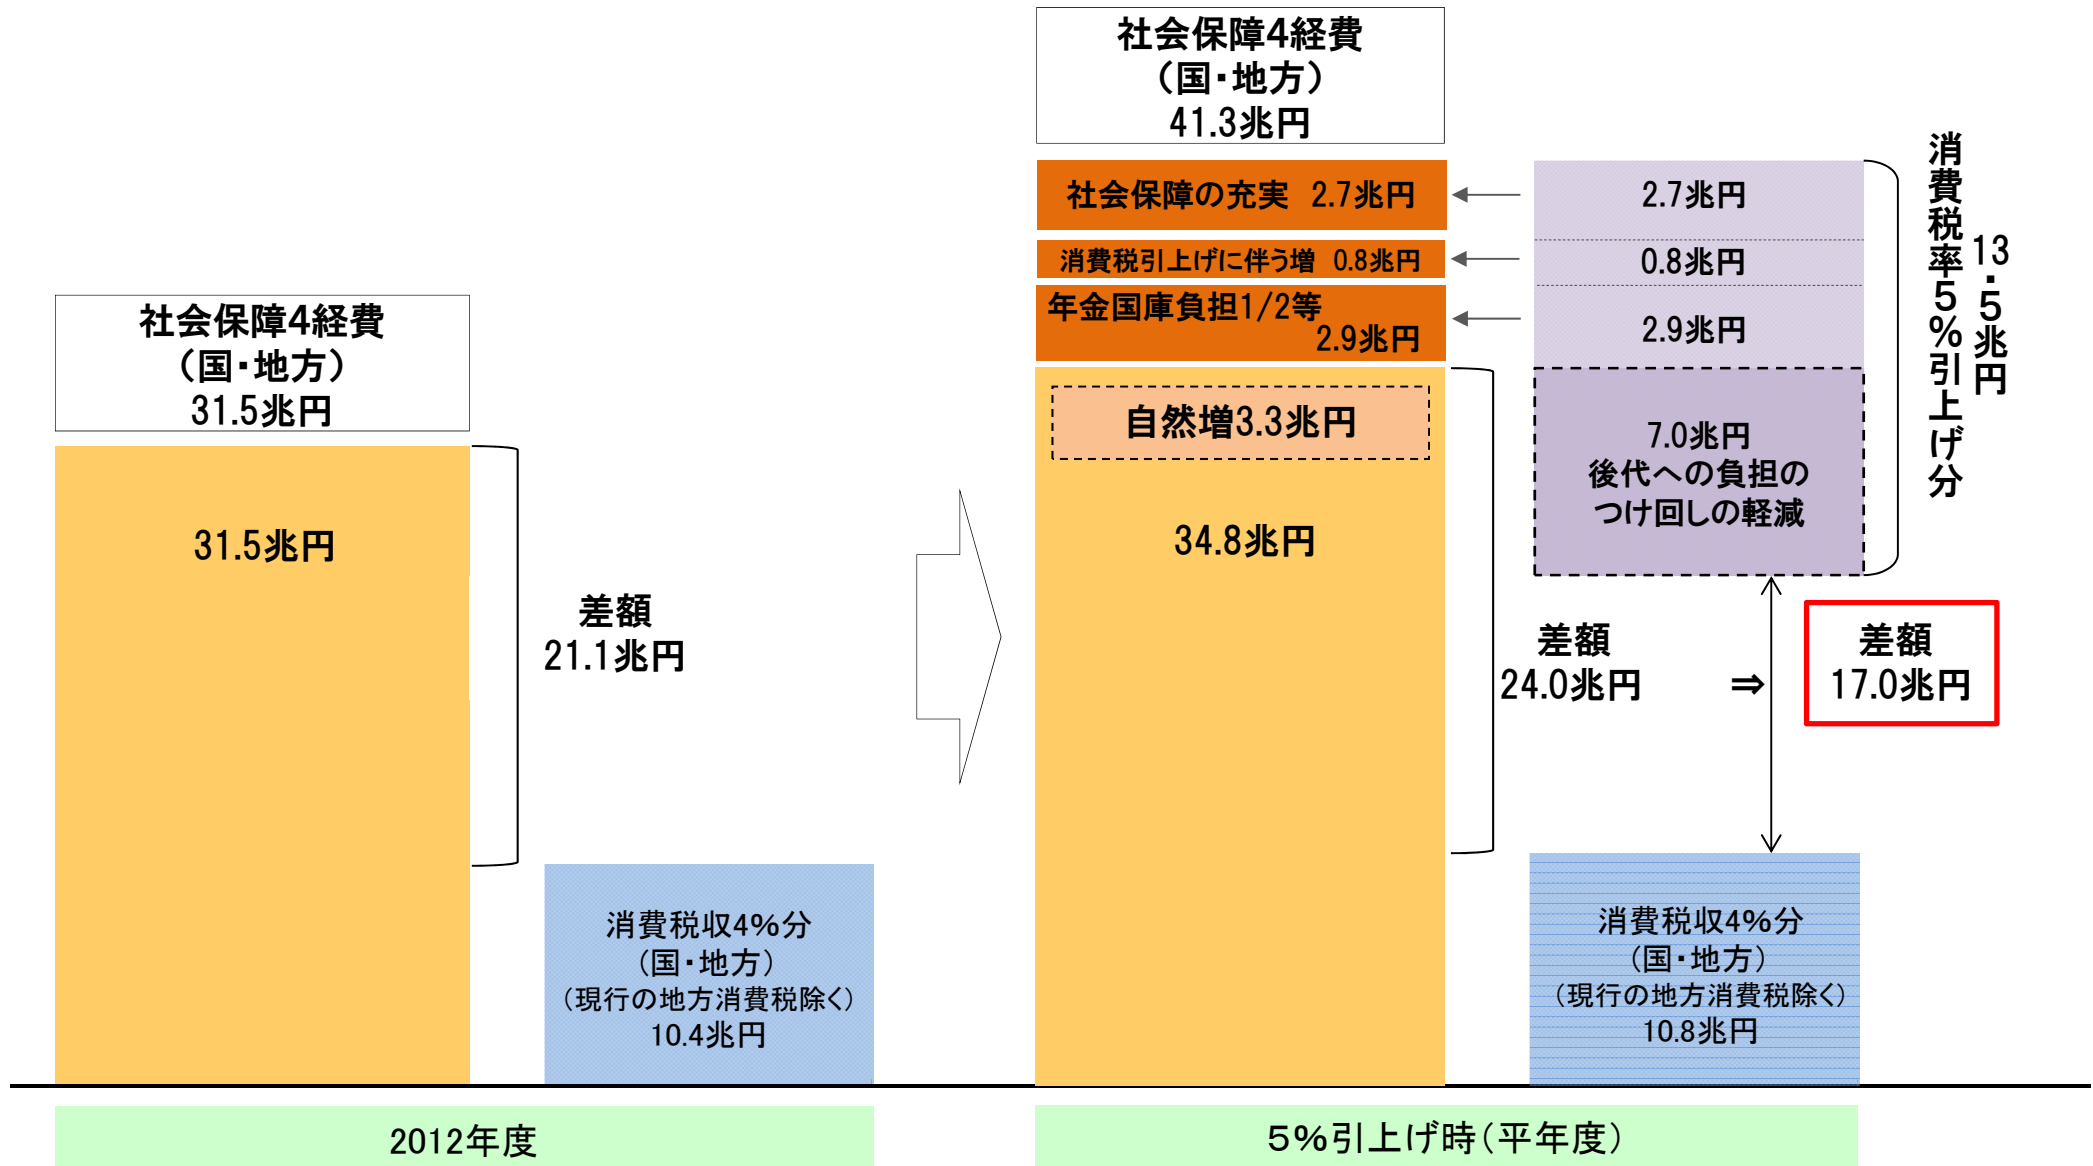 社会保障4経費
（国・地方）
31.5兆円
31.5兆円
差額
21.1兆円
消費税収4%分
（国・地方）
（現行の地方消費税除く）
10.4兆円
2012年度
社会保障4経費
（国・地方）
41.3兆円
社会保障の充実 2.7兆円
消費税引上げに伴う増 0.8兆円
年金国庫負担1/2等
2.9兆円
自然増3.3兆円
34.8兆円
2.7兆円
0.8兆円
2.9兆円
7.0兆円
後代への負担の
つけ回しの軽減
消費税率５％引上げ分
13・５兆円
差額
24.0兆円
⇒
差額
17.0兆円
消費税収4%分
（国・地方）
（現行の地方消費税除く）
10.8兆円
５％引上げ時（平年度）